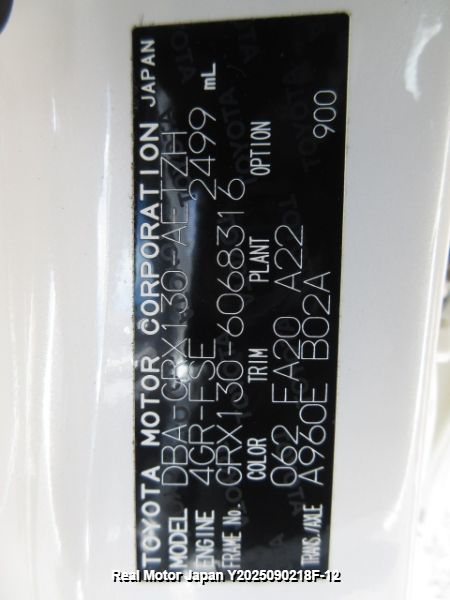 TOYOTA MOTOR CORPORATION JAPAN
MODEL DBA-GRX130-AETZH
ENGINE 4GR-FSE 2499 mL
FRAME No. GRX130-6068316
COLOR TRIM PLANT OPTION
062 FA20 A22 900
TRANS./AXLE A960E B02A
Real Motor Japan Y2025090218F-12